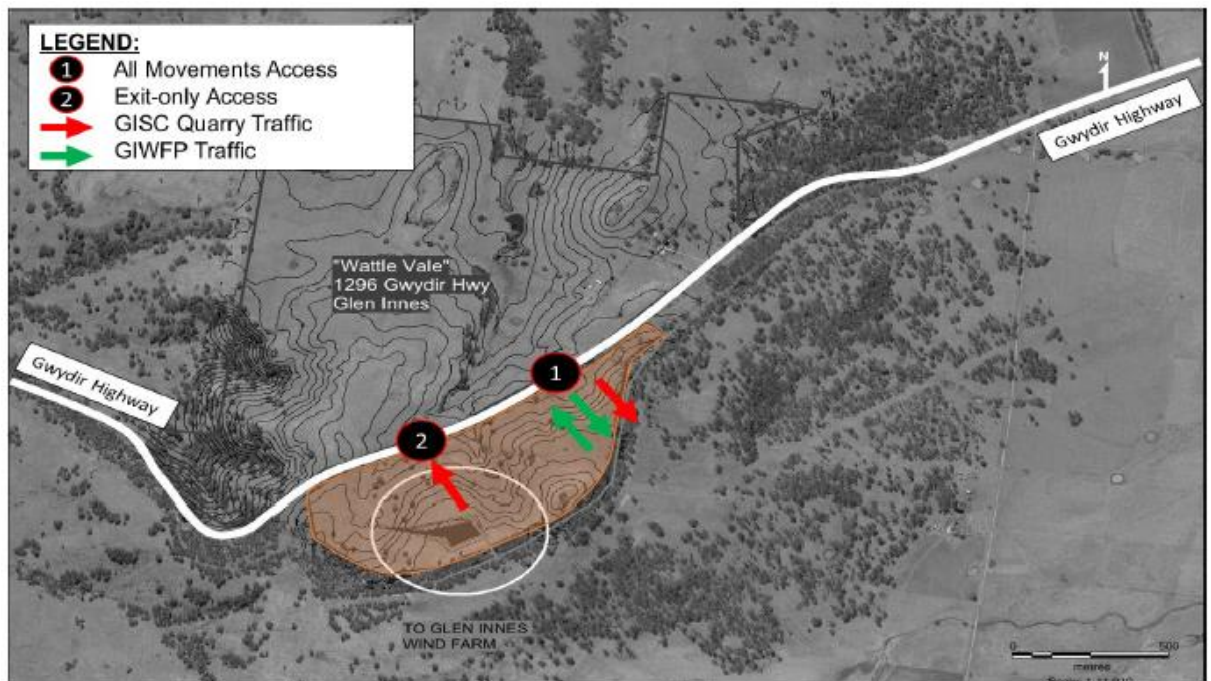 LEGEND:
1 All Movements Access
2 Exit-only Access
GISC Quarry Traffic
GIWFP Traffic
N
Gwydir Highway
"Wattle Vale"
1296 Gwydir Hwy
Glen Innes
Gwydir Highway
1
2
TO GLEN INNES
WIND FARM
0 500
metres